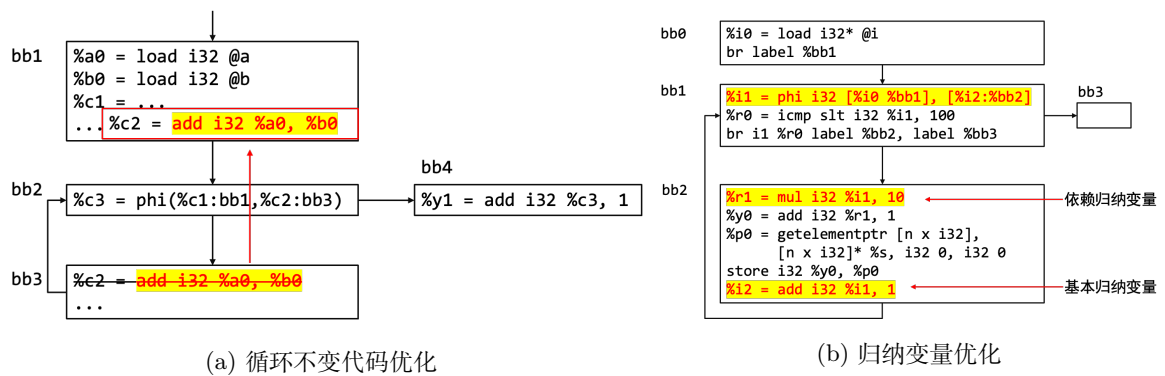 bb1
%a0 = load i32 @a
%b0 = load i32 @b
%c1 = ...
... %c2 = add i32 %a0, %b0
bb2
%c3 = phi(%c1:bb1,%c2:bb3)
bb4
%y1 = add i32 %c3, 1
bb3
%c2 = add i32 %a0, %b0
...
(a) 循环不变代码优化
bb0
%i0 = load i32* @i
br label %bb1
bb1
%i1 = phi i32 [%i0 %bb1], [%i2:%bb2]
%r0 = icmp slt i32 %i1, 100
br i1 %r0 label %bb2, label %bb3
bb3
bb2
%r1 = mul i32 %i1, 10
依赖归纳变量
%y0 = add i32 %r1, 1
%p0 = getelementptr [n x i32],
[n x i32]* %s, i32 0, i32 0
store i32 %y0, %p0
%i2 = add i32 %i1, 1
基本归纳变量
(b) 归纳变量优化